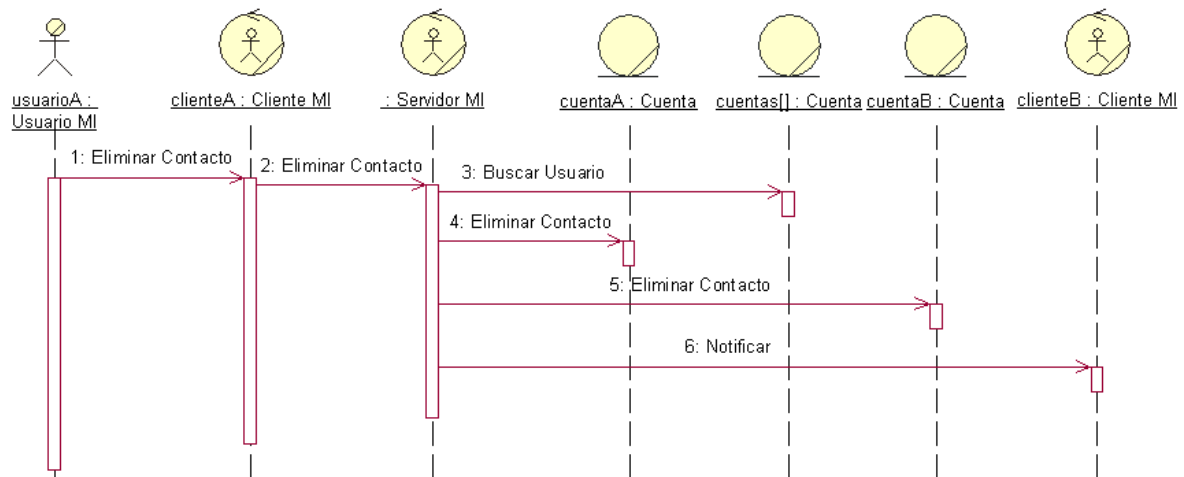 usuarioA :
Usuario MI
clienteA : Cliente MI
: Servidor MI
cuentaA : Cuenta
cuentas[] : Cuenta
cuentaB : Cuenta
clienteB : Cliente MI
1: Eliminar Contacto
2: Eliminar Contacto
3: Buscar Usuario
4: Eliminar Contacto
5: Eliminar Contacto
6: Notificar